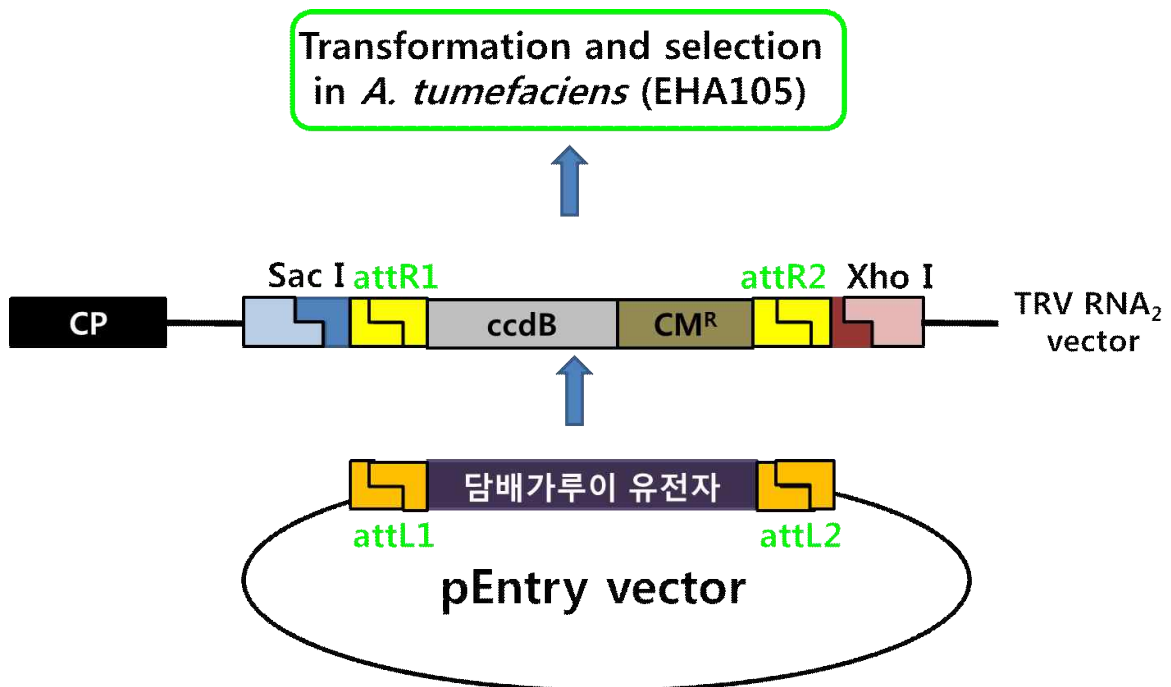 Transformation and selection
in A. tumefaciens (EHA105)
Sac I attR1 attR2 Xho I
CP ccdB CMᴿ TRV RNA₂
vector
담배가루이 유전자
attL1 attL2
pEntry vector